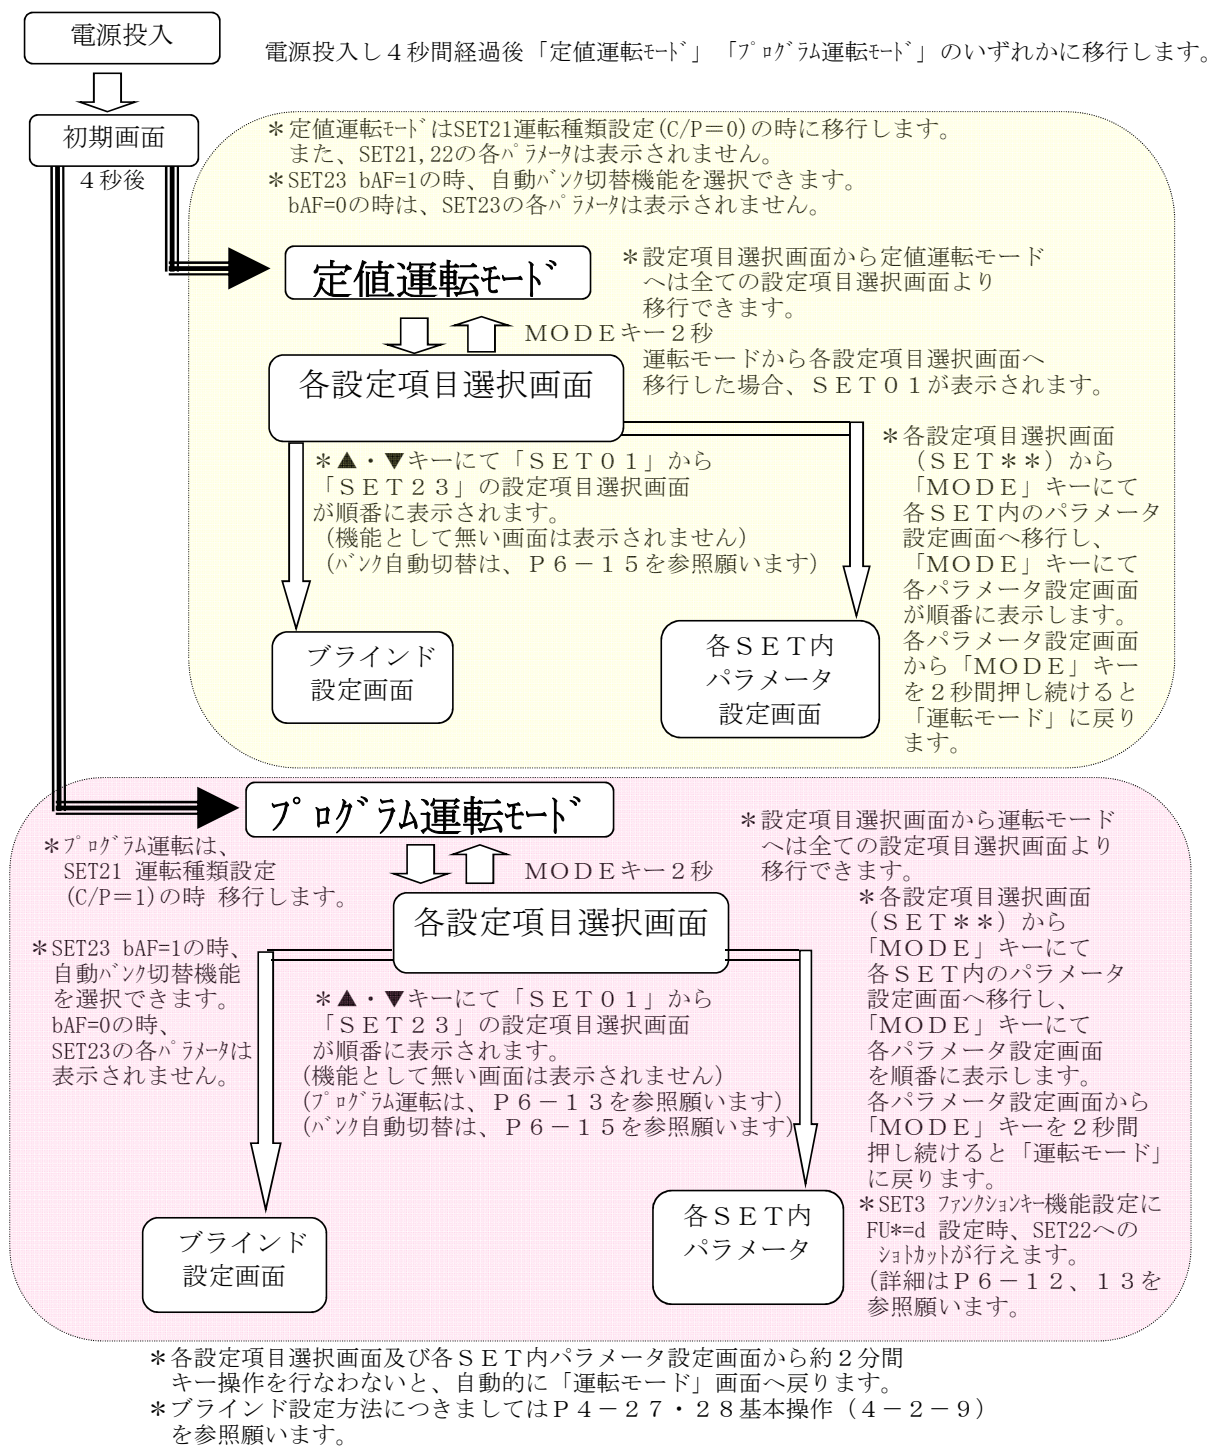 電源投入
電源投入し４秒間経過後「定値運転ﾓｰﾄﾞ」「ﾌﾟﾛｸﾞﾗﾑ運転ﾓｰﾄﾞ」のいずれかに移行します。
初期画面
４秒後
＊定値運転ﾓｰﾄﾞはSET21運転種類設定(C/P＝0)の時に移行します。
また、SET21,22の各ﾊﾟﾗﾒｰﾀは表示されません。
＊SET23 bAF=1の時、自動ﾊﾞﾝｸ切替機能を選択できます。
bAF=0の時は、SET23の各ﾊﾟﾗﾒｰﾀは表示されません。
定値運転ﾓｰﾄﾞ
＊設定項目選択画面から定値運転モード
へは全ての設定項目選択画面より
移行できます。
ＭＯＤＥキー２秒
運転モードから各設定項目選択画面へ
移行した場合、ＳＥＴ０１が表示されます。
各設定項目選択画面
＊▲・▼キーにて「ＳＥＴ０１」から
「ＳＥＴ２３」の設定項目選択画面
が順番に表示されます。
（機能として無い画面は表示されません）
（ﾊﾞﾝｸ自動切替は、Ｐ６－１５を参照願います）
＊各設定項目選択画面
（ＳＥＴ＊＊）から
「ＭＯＤＥ」キーにて
各ＳＥＴ内のパラメータ
設定画面へ移行し、
「ＭＯＤＥ」キーにて
各パラメータ設定画面
が順番に表示します。
各パラメータ設定画面
から「ＭＯＤＥ」キー
を２秒間押し続けると
「運転モード」に戻り
ます。
ブラインド
設定画面
各ＳＥＴ内
パラメータ
設定画面
ﾌﾟﾛｸﾞﾗﾑ運転ﾓｰﾄﾞ
＊ﾌﾟﾛｸﾞﾗﾑ運転は、
SET21 運転種類設定
(C/P＝1)の時 移行します。
ＭＯＤＥキー２秒
＊設定項目選択画面から運転モード
へは全ての設定項目選択画面より
移行できます。
各設定項目選択画面
＊SET23 bAF=1の時、
自動ﾊﾞﾝｸ切替機能
を選択できます。
bAF=0の時、
SET23の各ﾊﾟﾗﾒｰﾀは
表示されません。
＊▲・▼キーにて「ＳＥＴ０１」から
「ＳＥＴ２３」の設定項目選択画面
が順番に表示されます。
（機能として無い画面は表示されません）
（ﾌﾟﾛｸﾞﾗﾑ運転は、Ｐ６－１３を参照願います）
（ﾊﾞﾝｸ自動切替は、Ｐ６－１５を参照願います）
＊各設定項目選択画面
（ＳＥＴ＊＊）から
「ＭＯＤＥ」キーにて
各ＳＥＴ内のパラメータ
設定画面へ移行し、
「ＭＯＤＥ」キーにて
各パラメータ設定画面
を順番に表示します。
各パラメータ設定画面から
「ＭＯＤＥ」キーを２秒間
押し続けると「運転モード」
に戻ります。
＊SET3 ﾌｧﾝｸｼｮﾝｷｰ機能設定に
FU*=d 設定時、SET22への
ｼｮﾄｶｯﾄが行えます。
（詳細はＰ６－１２、１３を
参照願います。
ブラインド
設定画面
各ＳＥＴ内
パラメータ
＊各設定項目選択画面及び各ＳＥＴ内パラメータ設定画面から約２分間
キー操作を行なわないと、自動的に「運転モード」画面へ戻ります。
＊ブラインド設定方法につきましてはＰ４－２７・２８基本操作（４－２－９）
を参照願います。